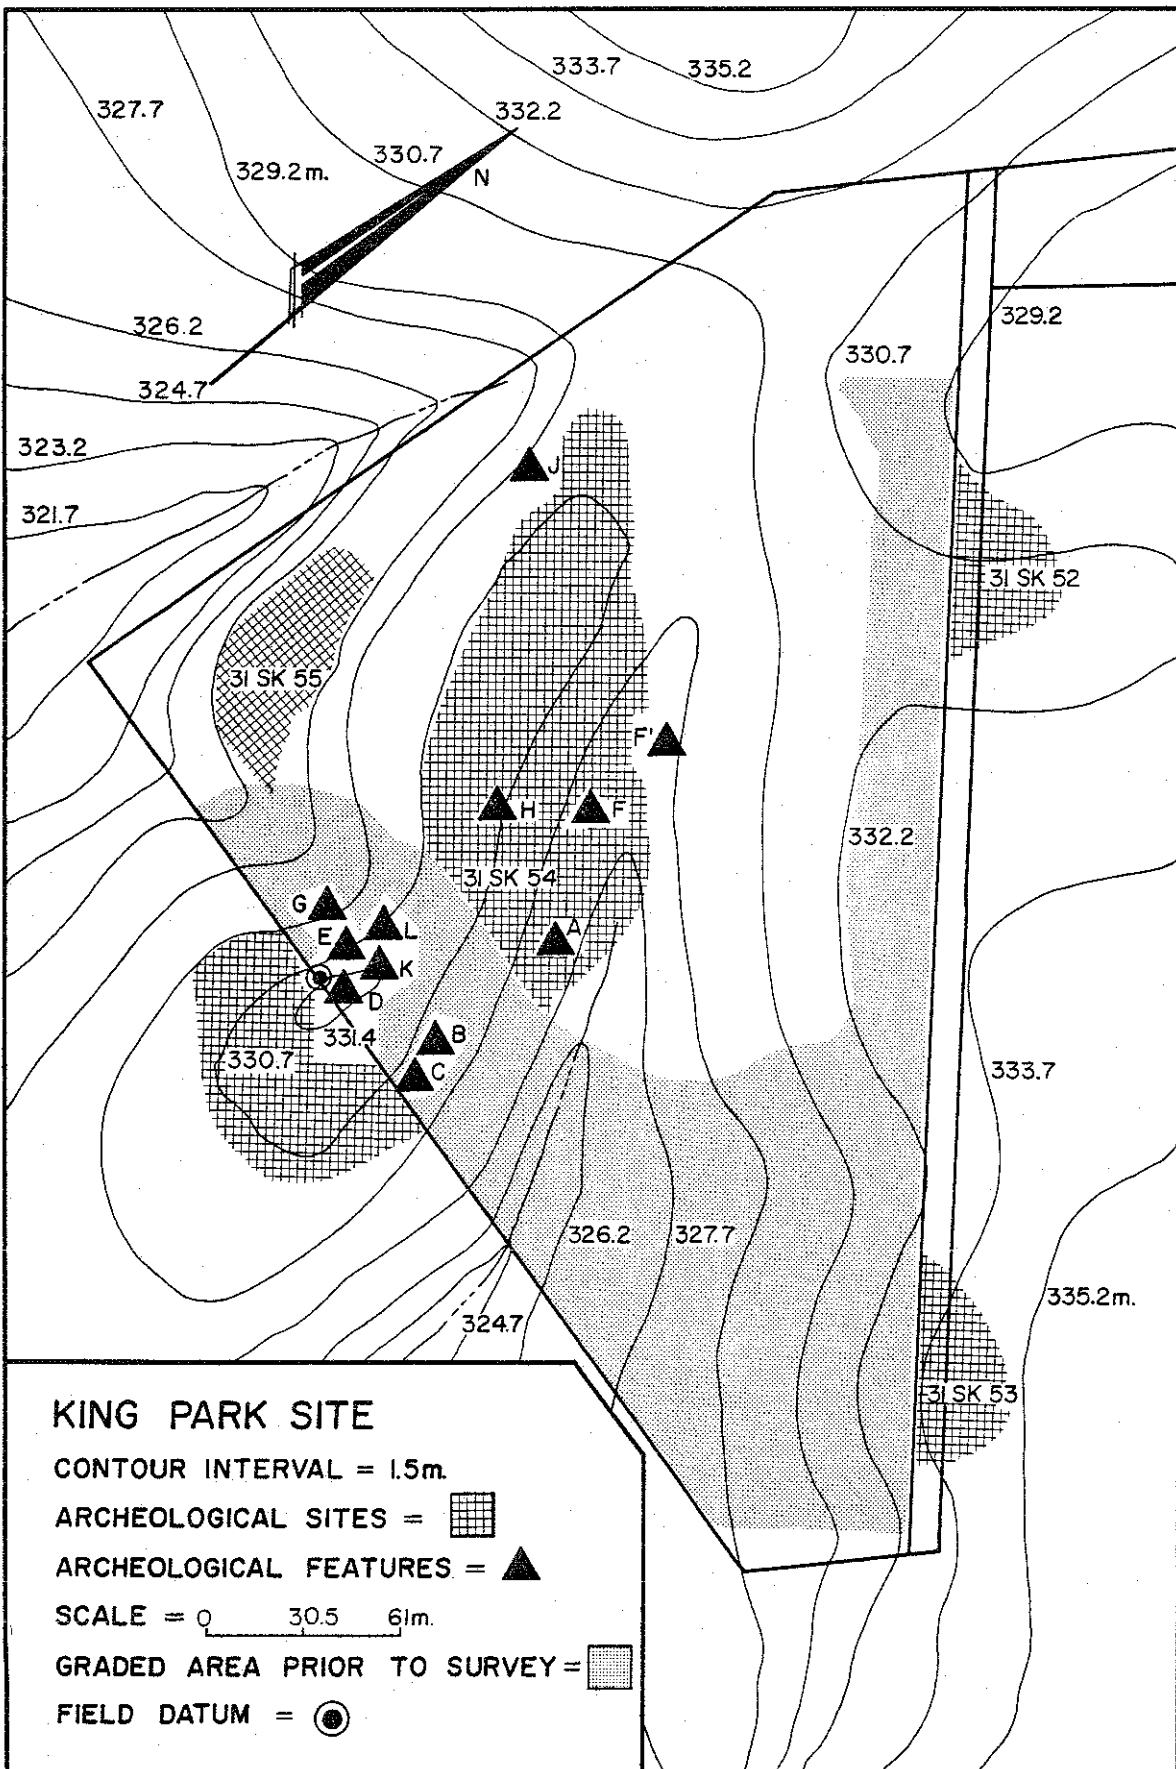 333.7
335.2
327.7
332.2
330.7
329.2m.
N
326.2
329.2
330.7
324.7
323.2
J
321.7
31 SK 52
31 SK 55
F'
H
F
332.2
31 SK 54
G
L
E
A
K
D
331.4
B
330.7
C
333.7
326.2
327.7
335.2m.
324.7
31 SK 53
KING PARK SITE
CONTOUR INTERVAL = 1.5m.
ARCHEOLOGICAL SITES =
ARCHEOLOGICAL FEATURES =
SCALE = 0 30.5 61m.
GRADED AREA PRIOR TO SURVEY =
FIELD DATUM =